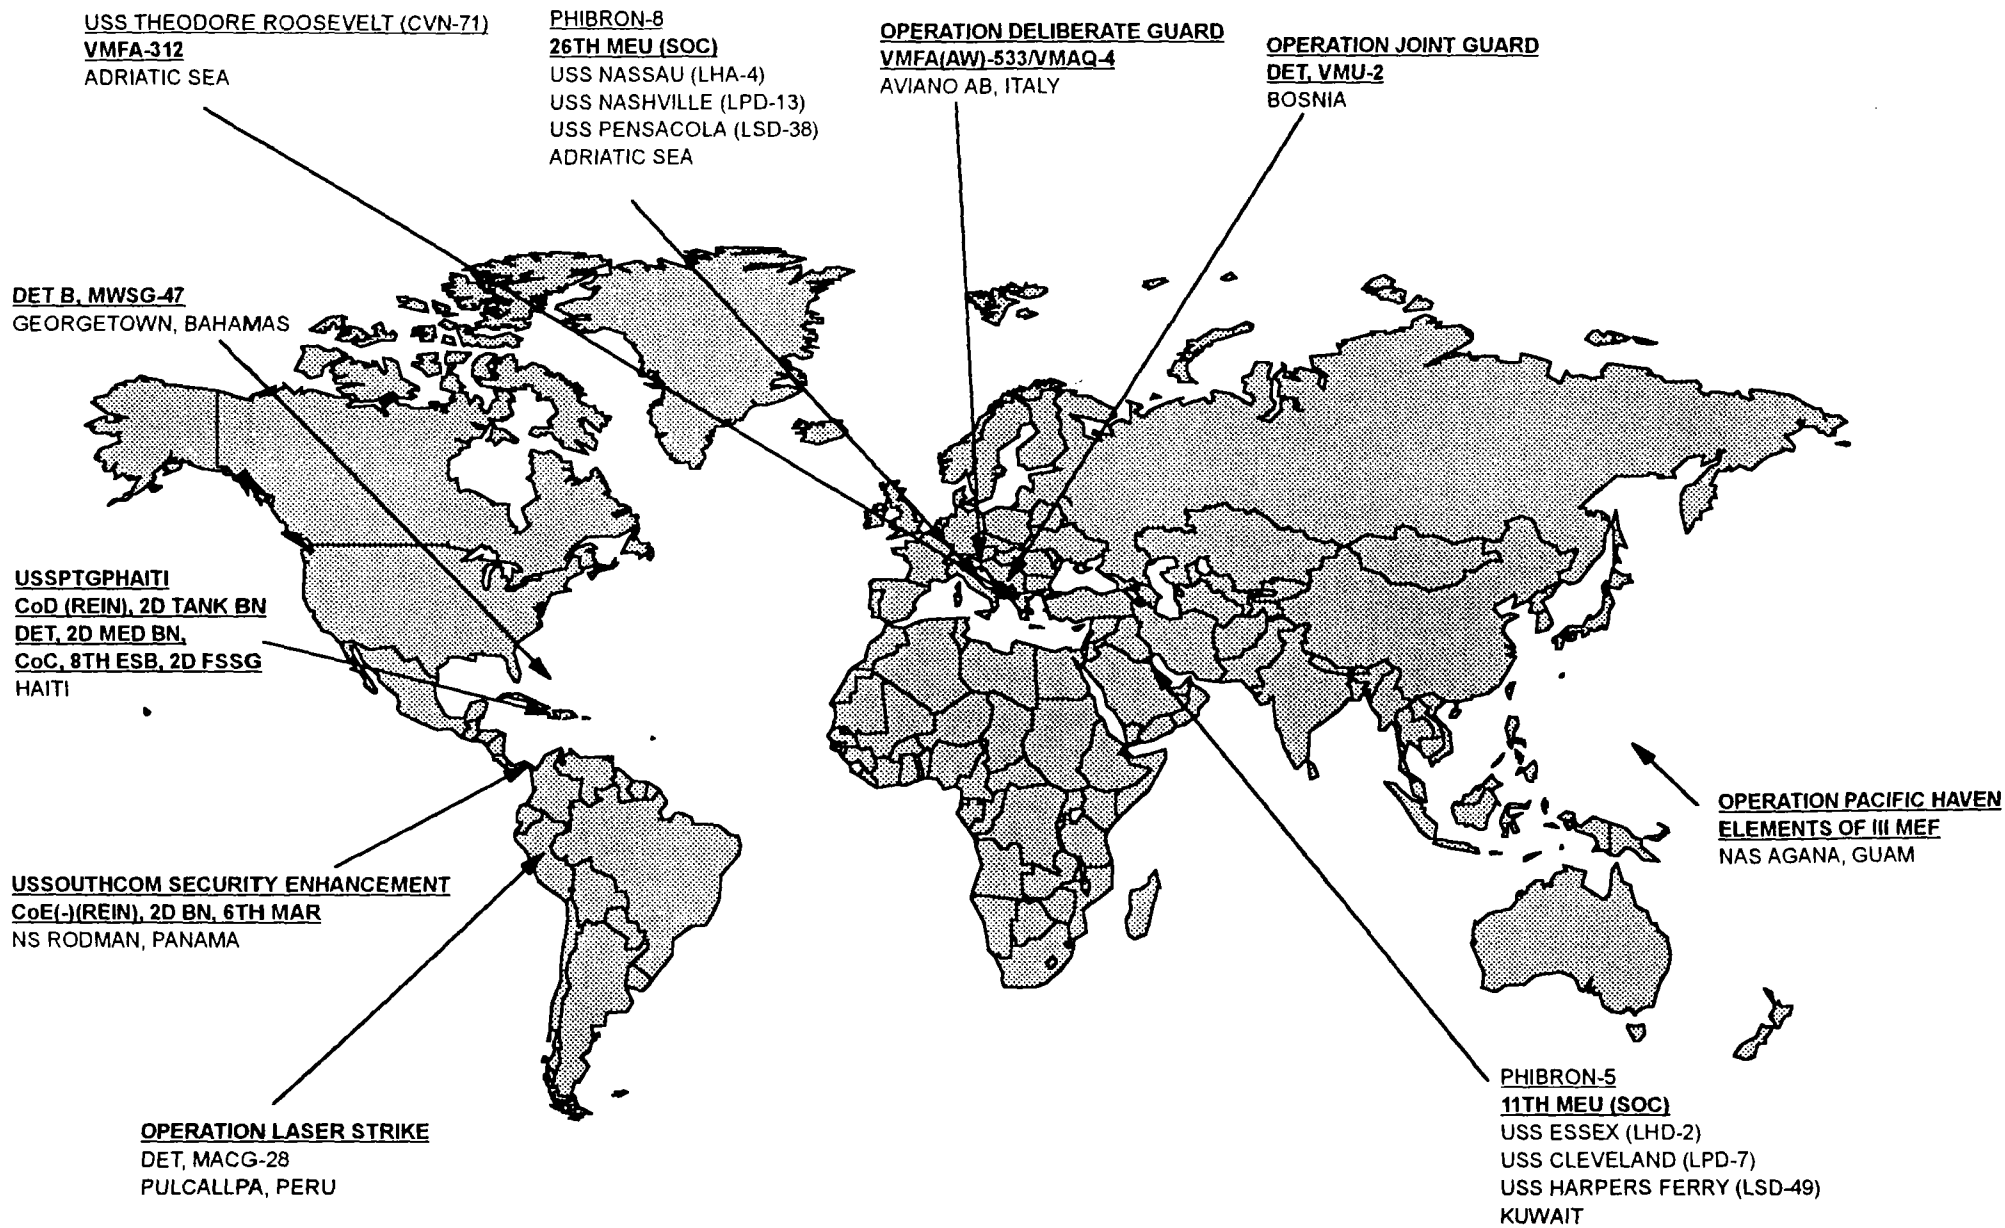 USS THEODORE ROOSEVELT (CVN-71)
VMFA-312
ADRIATIC SEA
PHIBRON-8
26TH MEU (SOC)
USS NASSAU (LHA-4)
USS NASHVILLE (LPD-13)
USS PENSACOLA (LSD-38)
ADRIATIC SEA
OPERATION DELIBERATE GUARD
VMFA(AW)-533/VMAQ-4
AVIANO AB, ITALY
OPERATION JOINT GUARD
DET, VMU-2
BOSNIA
DET B, MWSG-47
GEORGETOWN, BAHAMAS
USSPTGPHAITI
CoD (REIN), 2D TANK BN
DET, 2D MED BN,
CoC, 8TH ESB, 2D FSSG
HAITI
USSOUTHCOM SECURITY ENHANCEMENT
CoE(-)(REIN), 2D BN, 6TH MAR
NS RODMAN, PANAMA
OPERATION LASER STRIKE
DET, MACG-28
PULCALLPA, PERU
OPERATION PACIFIC HAVEN
ELEMENTS OF III MEF
NAS AGANA, GUAM
PHIBRON-5
11TH MEU (SOC)
USS ESSEX (LHD-2)
USS CLEVELAND (LPD-7)
USS HARPERS FERRY (LSD-49)
KUWAIT